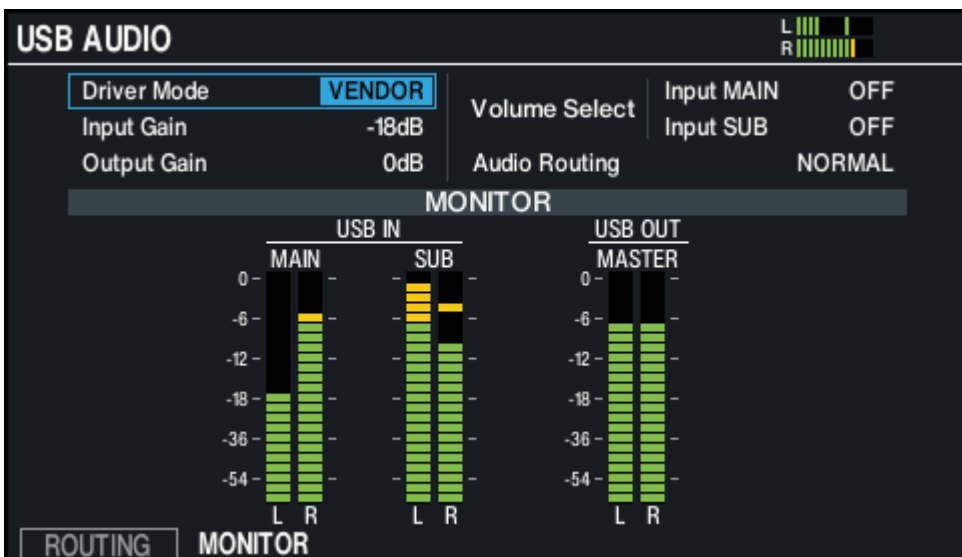 USB AUDIO
L
R
Driver Mode VENDOR
Input Gain -18dB
Output Gain 0dB
Volume Select
Input MAIN OFF
Input SUB OFF
Audio Routing NORMAL
MONITOR
USB IN USB OUT
MAIN SUB MASTER
0 0
-6 -6
-12 -12
-18 -18
-36 -36
-54 -54
L R L R L R
ROUTING MONITOR